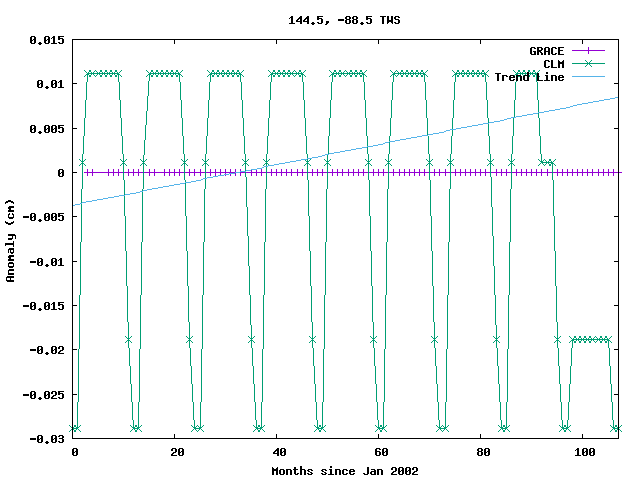 144.5, -88.5 TWS
GRACE
CLM
Trend Line
0.015
0.01
0.005
0
-0.005
-0.01
-0.015
-0.02
-0.025
-0.03
Anomaly (cm)
0 20 40 60 80 100
Months since Jan 2002